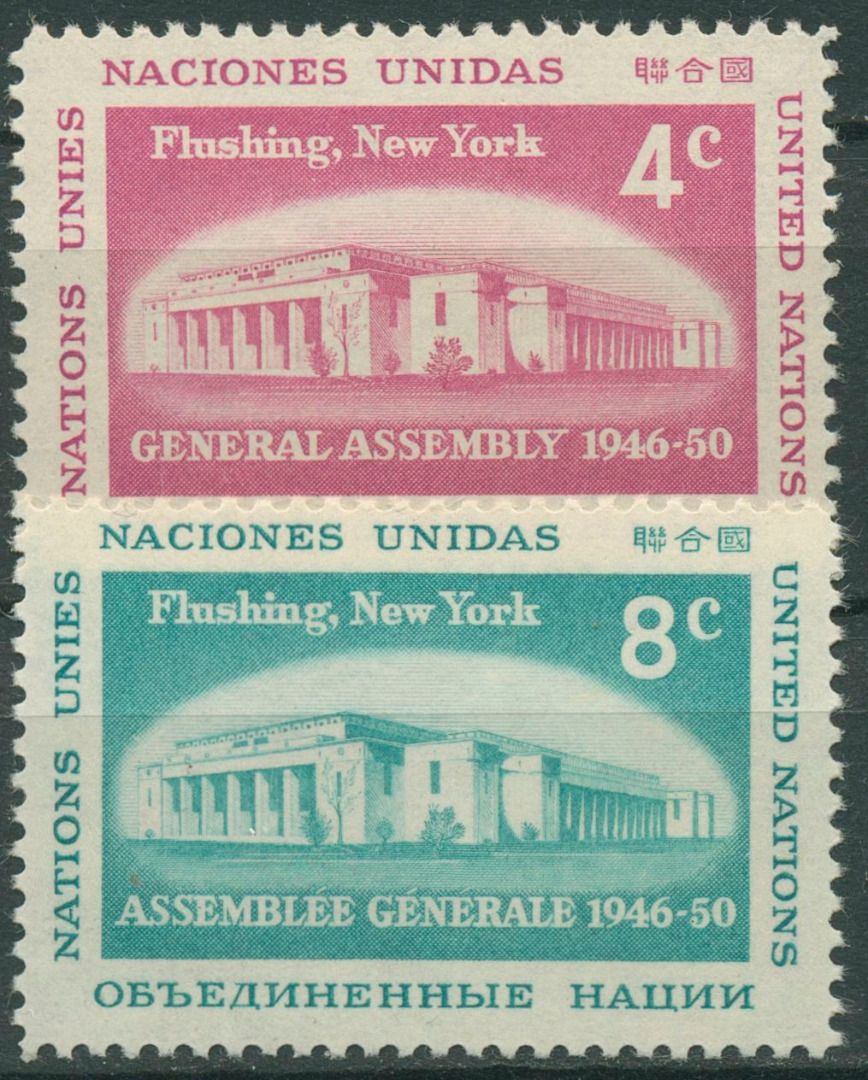 NACIONES UNIDAS 聯合國
NATIONS UNIES
Flushing, New York 4c
UNITED NATIONS
GENERAL ASSEMBLY 1946-50
NACIONES UNIDAS 聯合國
NATIONS UNIES
Flushing, New York 8c
UNITED NATIONS
ASSEMBLÉE GÉNÉRALE 1946-50
ОБЪЕДИНЕННЫЕ НАЦИИ